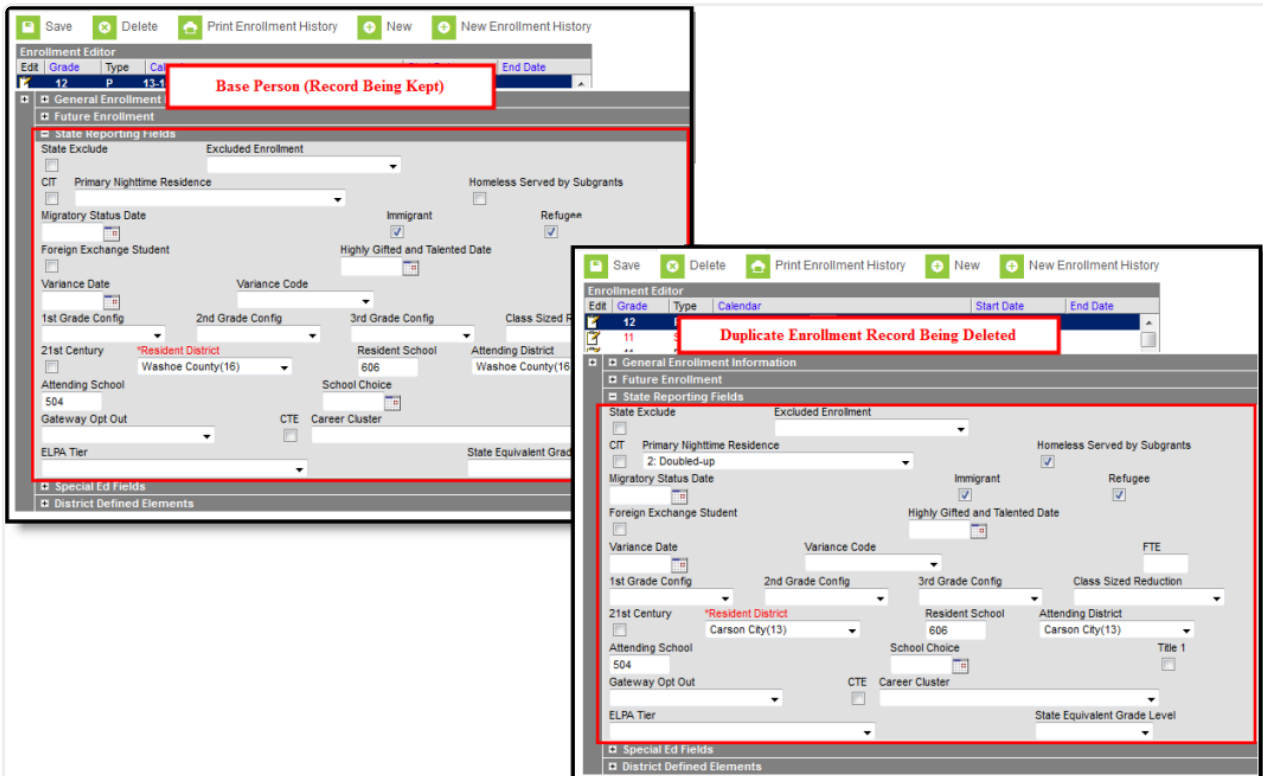 Save Delete Print Enrollment History New New Enrollment History
Enrollment Editor
Edit Grade Type End Date
12 P
Base Person (Record Being Kept)
General Enrollment
Future Enrollment
State Reporting Fields
State Exclude Excluded Enrollment
CIT Primary Nighttime Residence Homeless Served by Subgrants
Migratory Status Date Immigrant Refugee
Foreign Exchange Student Highly Gifted and Talented Date
Variance Date Variance Code
1st Grade Config 2nd Grade Config 3rd Grade Config Class Sized
21st Century *Resident District Resident School Attending District
Washoe County(16) 606 Washoe County(16
Attending School School Choice
504
Gateway Opt Out CTE Career Cluster
ELPA Tier State Equivalent Grad
Special Ed Fields
District Defined Elements
Save Delete Print Enrollment History New New Enrollment History
Enrollment Editor
Edit Grade Type Calendar Start Date End Date
12
11
Duplicate Enrollment Record Being Deleted
General Enrollment Information
Future Enrollment
State Reporting Fields
State Exclude Excluded Enrollment
CIT Primary Nighttime Residence Homeless Served by Subgrants
2: Doubled-up
Migratory Status Date Immigrant Refugee
Foreign Exchange Student Highly Gifted and Talented Date
Variance Date Variance Code FTE
1st Grade Config 2nd Grade Config 3rd Grade Config Class Sized Reduction
21st Century *Resident District Resident School Attending District
Carson City(13) 606 Carson City(13)
Attending School School Choice Title 1
504
Gateway Opt Out CTE Career Cluster
ELPA Tier State Equivalent Grade Level
Special Ed Fields
District Defined Elements